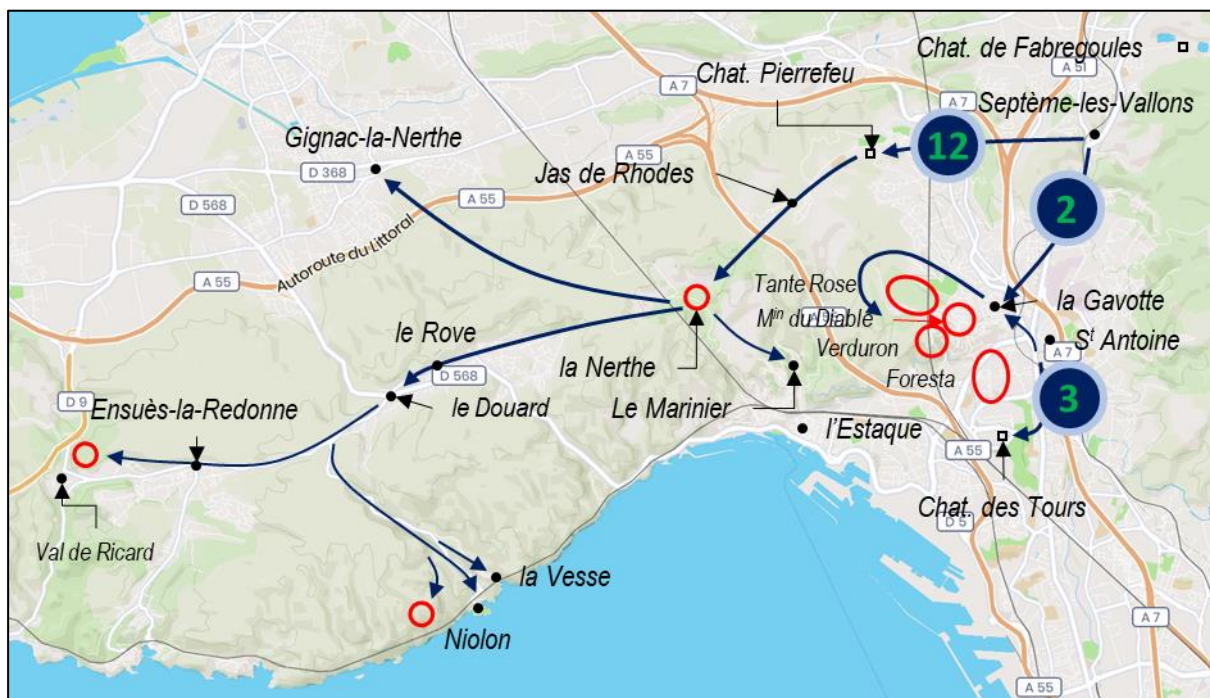 Chat. de Fabregoules
A 51
A 7
Chat. Pierrefeu
A 7
Septème-les-Vallons
Gignac-la-Nerthe
A 55
12
D 368
Jas de Rhodes
A 55
D 568
2
Autoroute du Littoral
A 55
Tante Rose
la Gavotte
Mᶦⁿ du Diable
le Rove
Sᵗ Antoine
Verduron
A 7
la Nerthe
D 568
Foresta
D 9
Ensuès-la-Redonne
le Douard
Le Marinier
3
l'Estaque
A 55
Chat. des Tours
D 5
Val de Ricard
la Vesse
Niolon
A 7
A 55